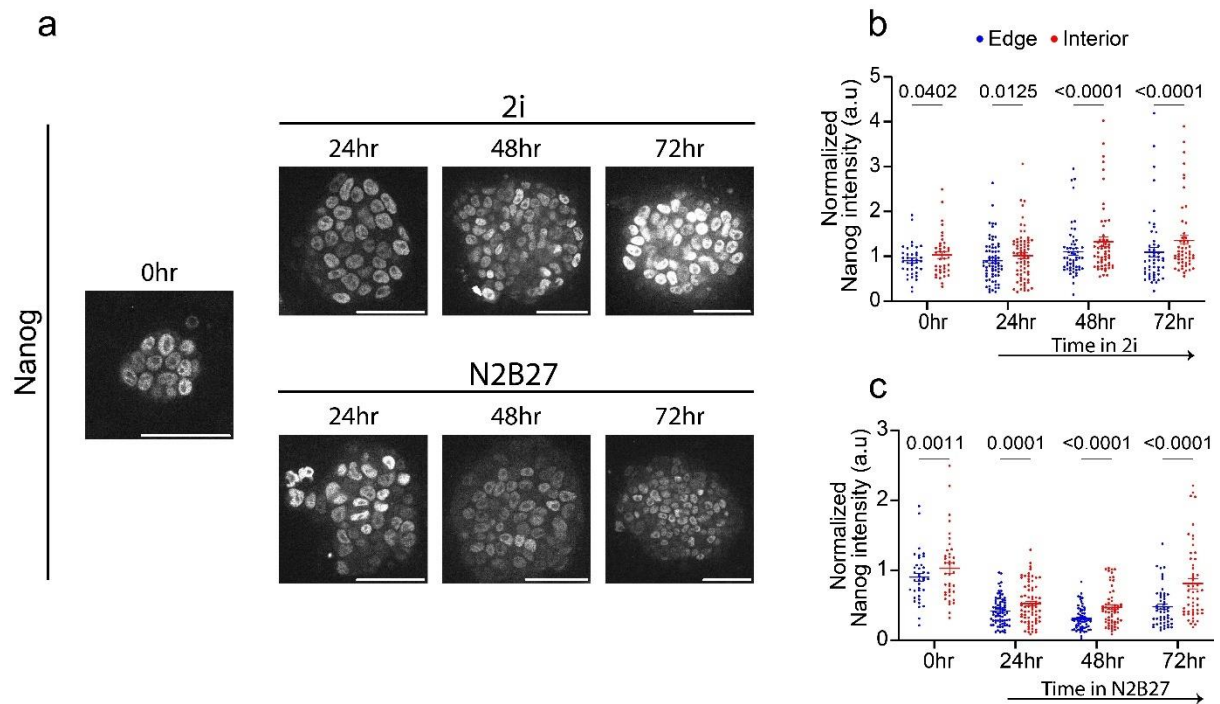 a
Nanog
0hr
2i
24hr 48hr 72hr
N2B27
24hr 48hr 72hr
b
Edge Interior
Normalized
Nanog intensity (a.u)
5
4
3
2
1
0
0.0402 0.0125 <0.0001 <0.0001
0hr 24hr 48hr 72hr
Time in 2i
c
Normalized
Nanog intensity (a.u)
3
2
1
0
0.0011 0.0001 <0.0001 <0.0001
0hr 24hr 48hr 72hr
Time in N2B27